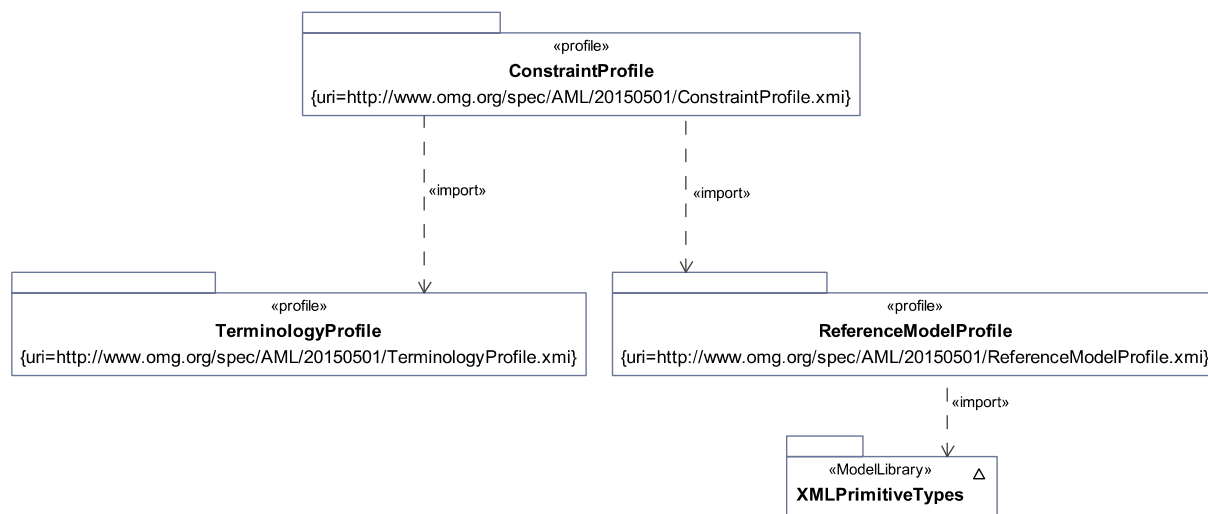 «profile»
ConstraintProfile
{uri=http://www.omg.org/spec/AML/20150501/ConstraintProfile.xmi}
«import»
«import»
«profile»
TerminologyProfile
{uri=http://www.omg.org/spec/AML/20150501/TerminologyProfile.xmi}
«profile»
ReferenceModelProfile
{uri=http://www.omg.org/spec/AML/20150501/ReferenceModelProfile.xmi}
«import»
«ModelLibrary»
XMLPrimitiveTypes